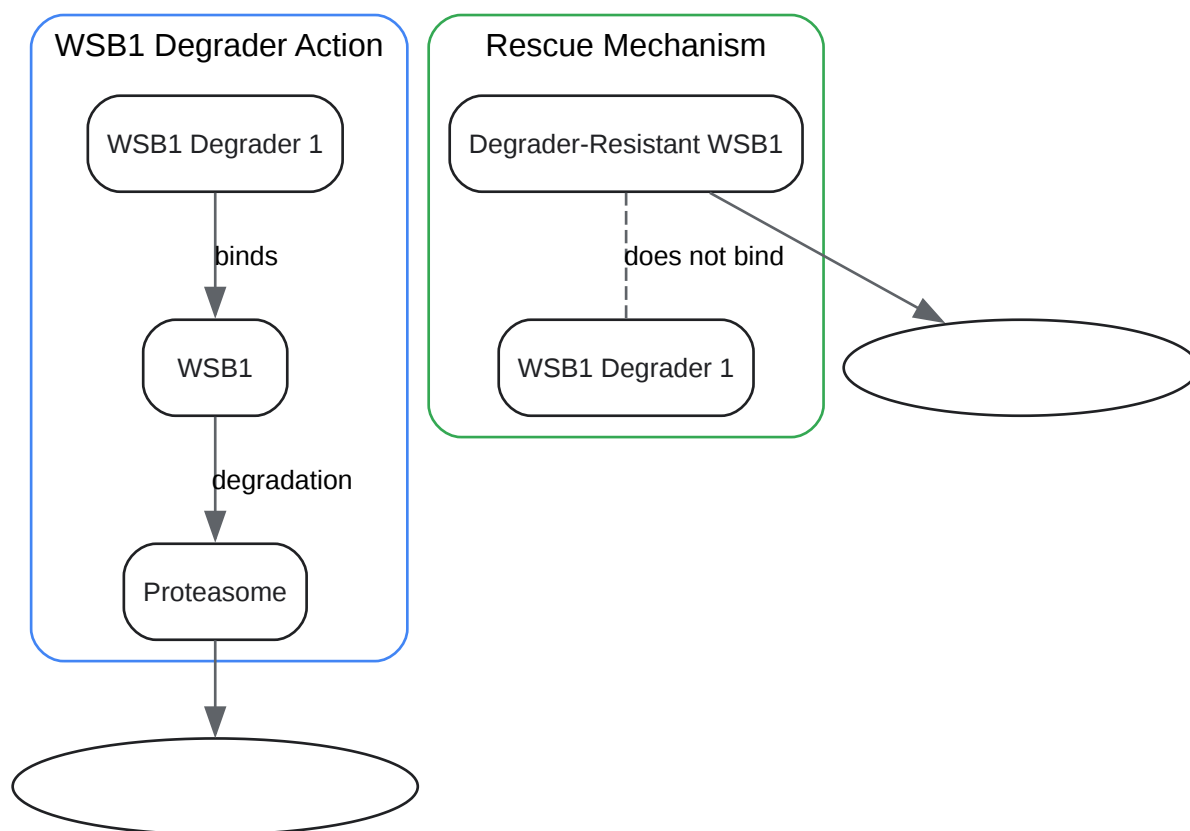 WSB1 Degrader Action
WSB1 Degrader 1
binds
WSB1
degradation
Proteasome
Rescue Mechanism
Degrader-Resistant WSB1
does not bind
WSB1 Degrader 1